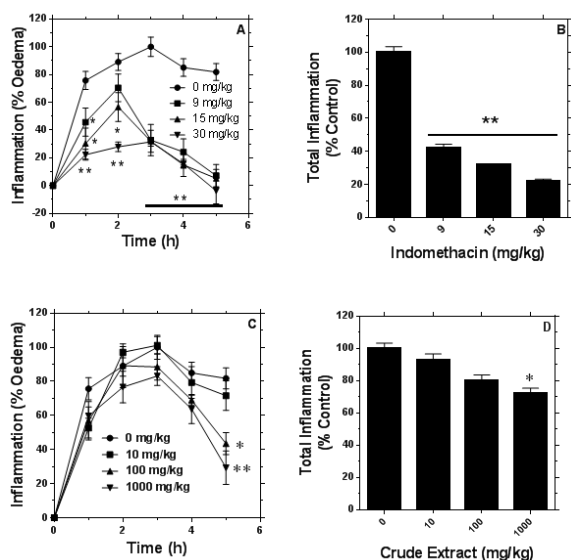 A
Inflammation (% Oedema)
120
100
80
60
40
20
0
-20
0 mg/kg
9 mg/kg
15 mg/kg
30 mg/kg
*
*
*
**
**
**
0 2 4 6
Time (h)
B
Total Inflammation
(% Control)
120
100
80
60
40
20
0
**
0 9 15 30
Indomethacin (mg/kg)
C
Inflammation (% Oedema)
120
100
80
60
40
20
0
0 mg/kg
10 mg/kg
100 mg/kg
1000 mg/kg
*
**
0 2 4 6
Time (h)
D
Total Inflammation
(% Control)
120
100
80
60
40
20
0
*
0 10 100 1000
Crude Extract (mg/kg)